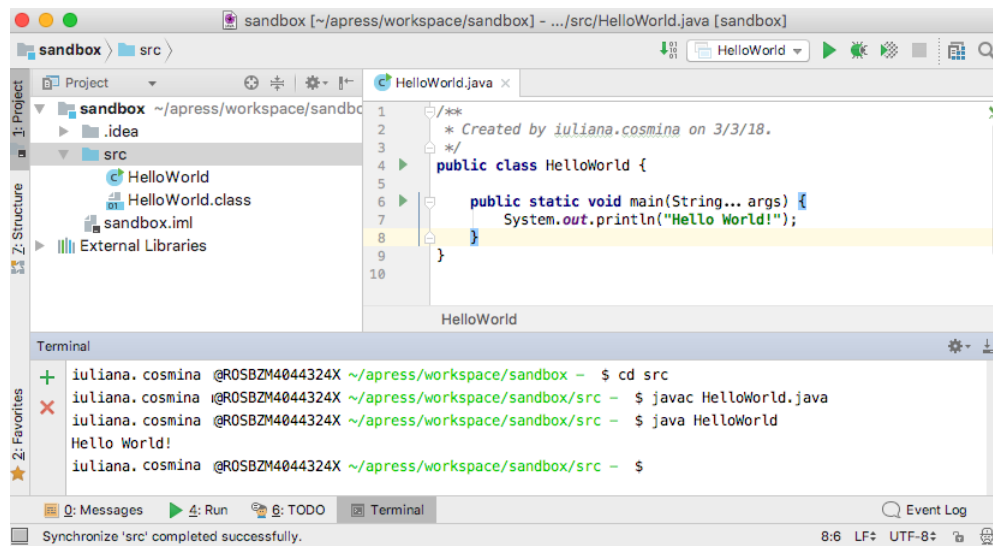 sandbox [~/apress/workspace/sandbox] - .../src/HelloWorld.java [sandbox]
sandbox src HelloWorld
1: Project
Project
HelloWorld.java
sandbox ~/apress/workspace/sandbo
.idea
src
HelloWorld
HelloWorld.class
sandbox.iml
External Libraries
Z: Structure
2: Favorites
1 /**
2 * Created by iuliana.cosmina on 3/3/18.
3 */
4 public class HelloWorld {
5
6 public static void main(String... args) {
7 System.out.println("Hello World!");
8 }
9 }
10
HelloWorld
Terminal
iuliana.cosmina @ROSBZM4044324X ~/apress/workspace/sandbox – $ cd src
iuliana.cosmina @ROSBZM4044324X ~/apress/workspace/sandbox/src – $ javac HelloWorld.java
iuliana.cosmina @ROSBZM4044324X ~/apress/workspace/sandbox/src – $ java HelloWorld
Hello World!
iuliana.cosmina @ROSBZM4044324X ~/apress/workspace/sandbox/src – $
0: Messages 4: Run 6: TODO Terminal Event Log
Synchronize 'src' completed successfully. 8:6 LF UTF-8